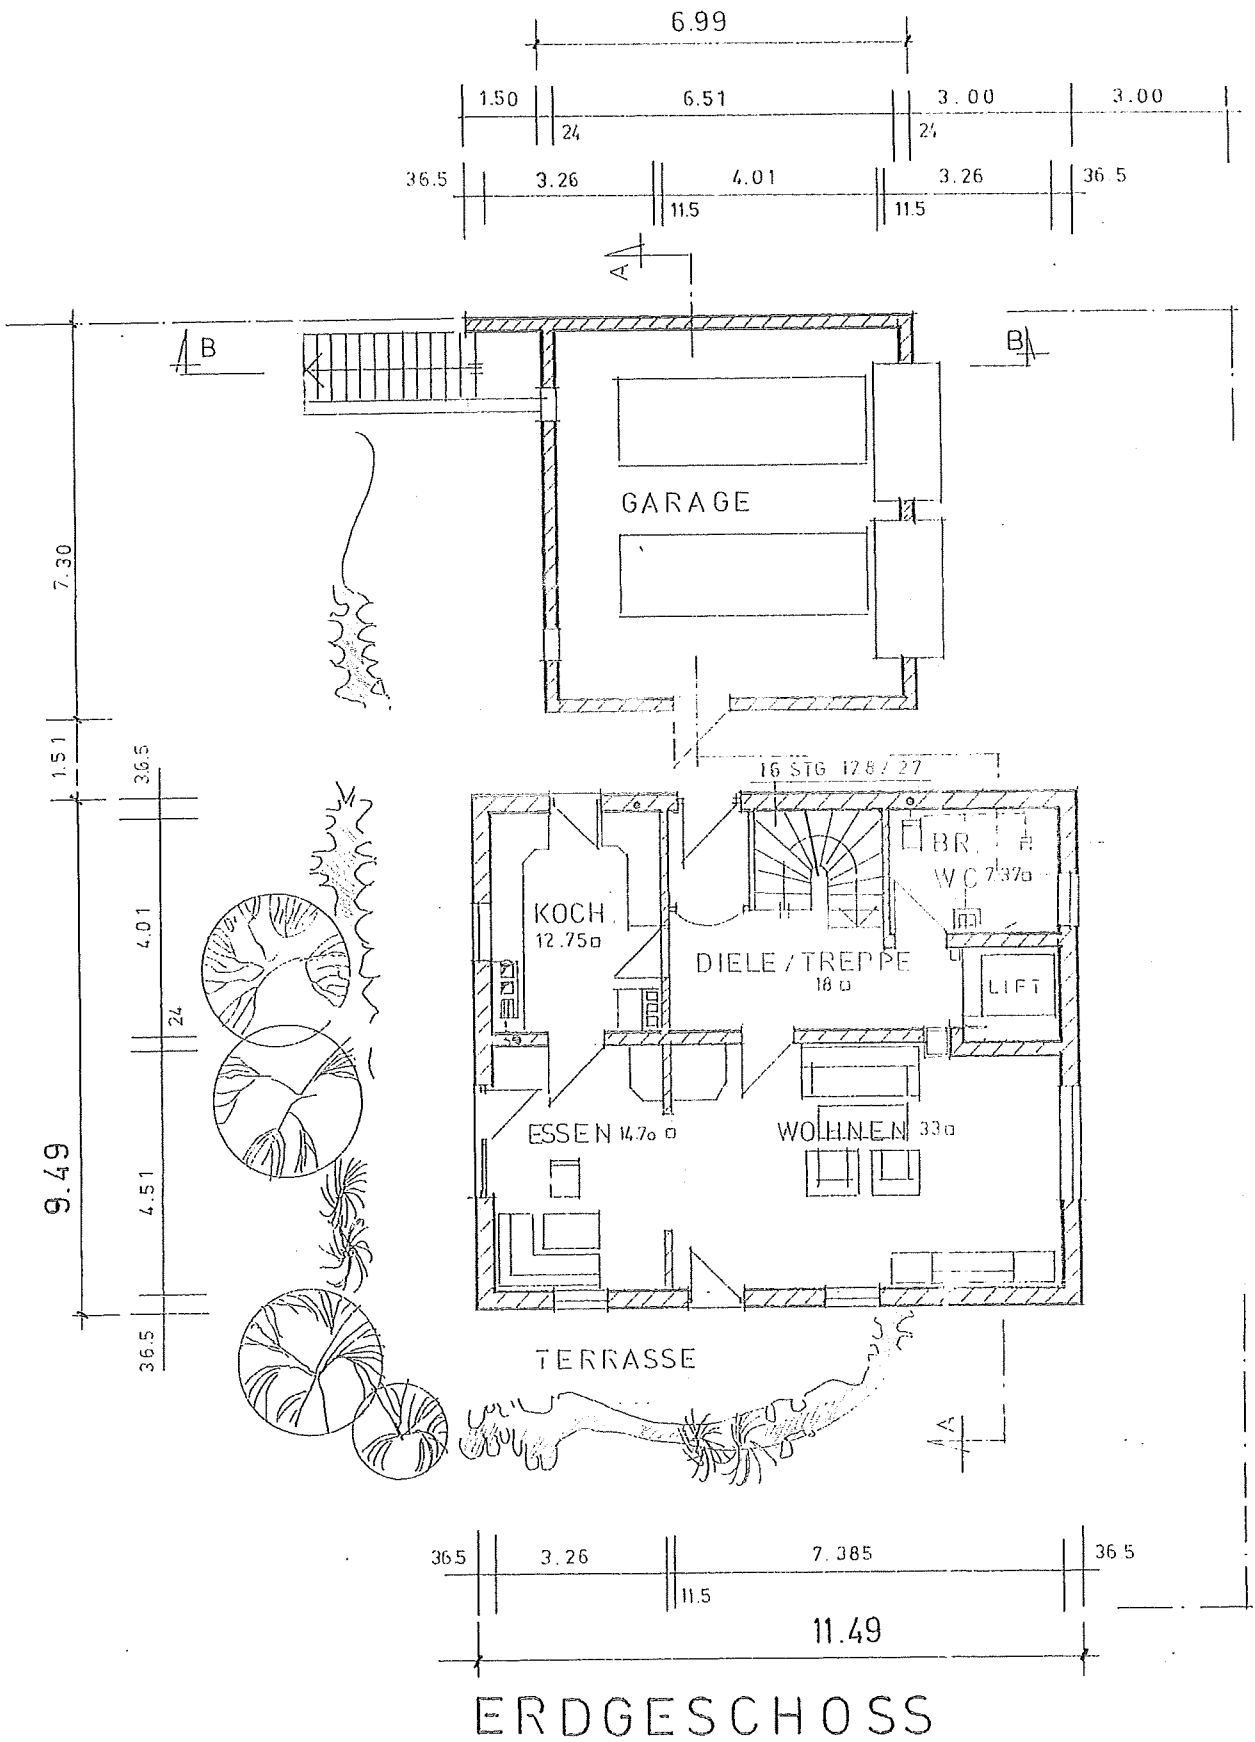 6.99
1.50 6.51 3.00 3.00
24 24
36.5 3.26 4.01 3.26 36.5
11.5 11.5
A
B B
GARAGE
7.30
1.51
36.5
16 STG 17.8/27
BR.
WC 7.37□
KOCH.
12.75□
4.01
DIELE/TREPPE
18□
LIFT
24
ESSEN 14.70□ WOHNEN 33□
9.49
4.51
36.5
TERRASSE
A
36.5 3.26 7.385 36.5
11.5
11.49
ERDGESCHOSS